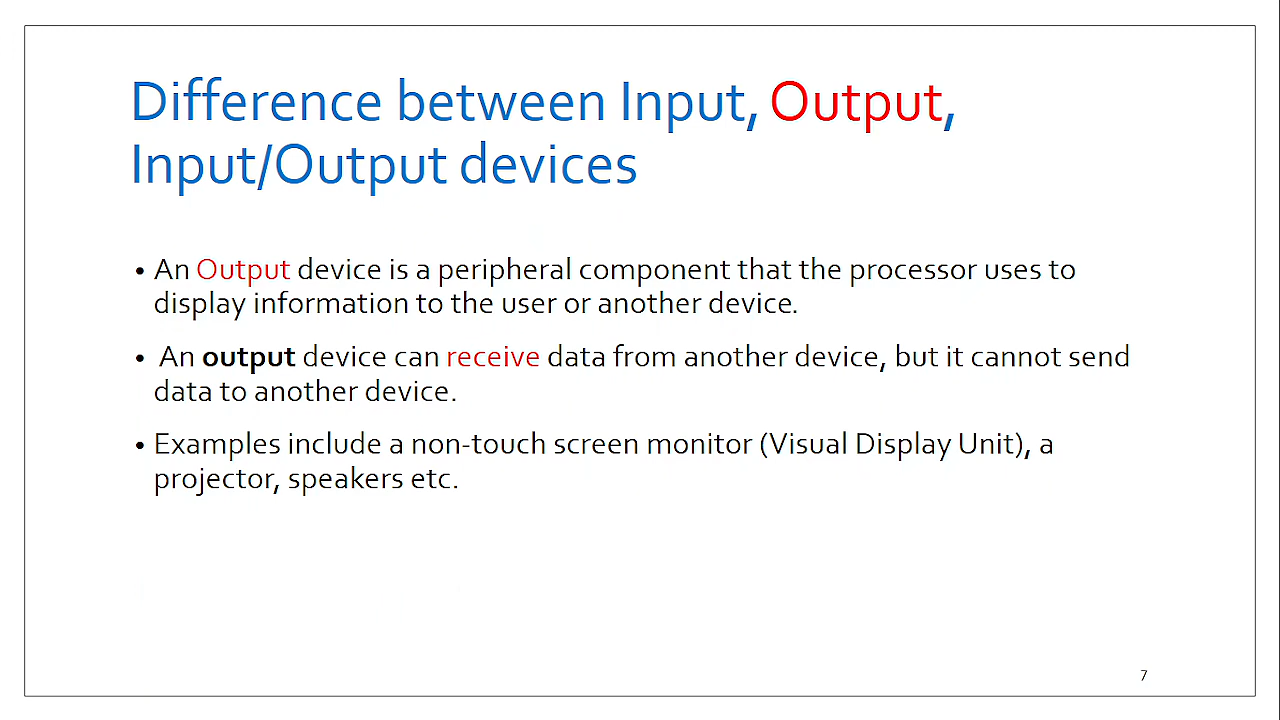 Difference between Input, Output,
Input/Output devices
• An Output device is a peripheral component that the processor uses to
display information to the user or another device.
• An output device can receive data from another device, but it cannot send
data to another device.
• Examples include a non-touch screen monitor (Visual Display Unit), a
projector, speakers etc.
7